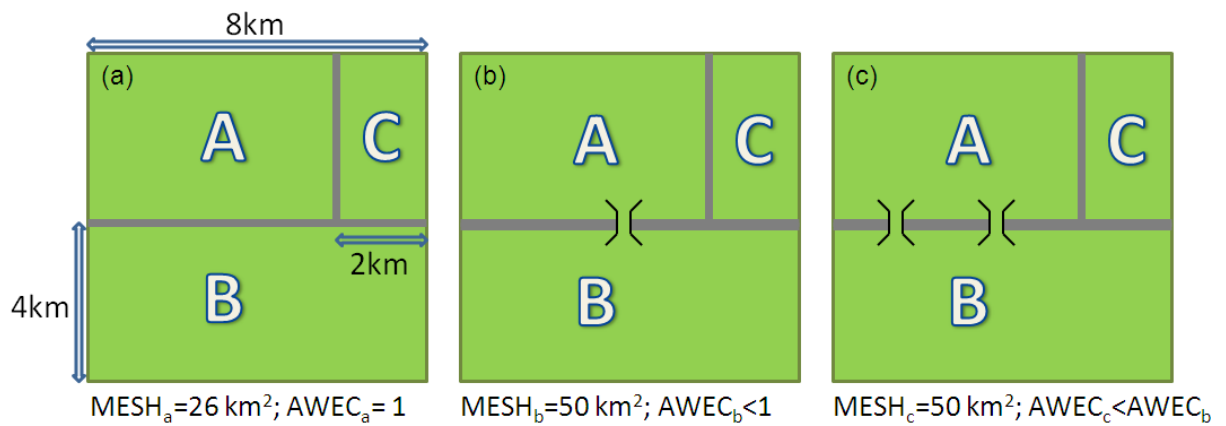 8km
(a)
A
C
B
4km
2km
MESHa=26 km²; AWECa= 1
(b)
A
C
B
MESHb=50 km²; AWECb<1
(c)
A
C
B
MESHc=50 km²; AWECc<AWECb